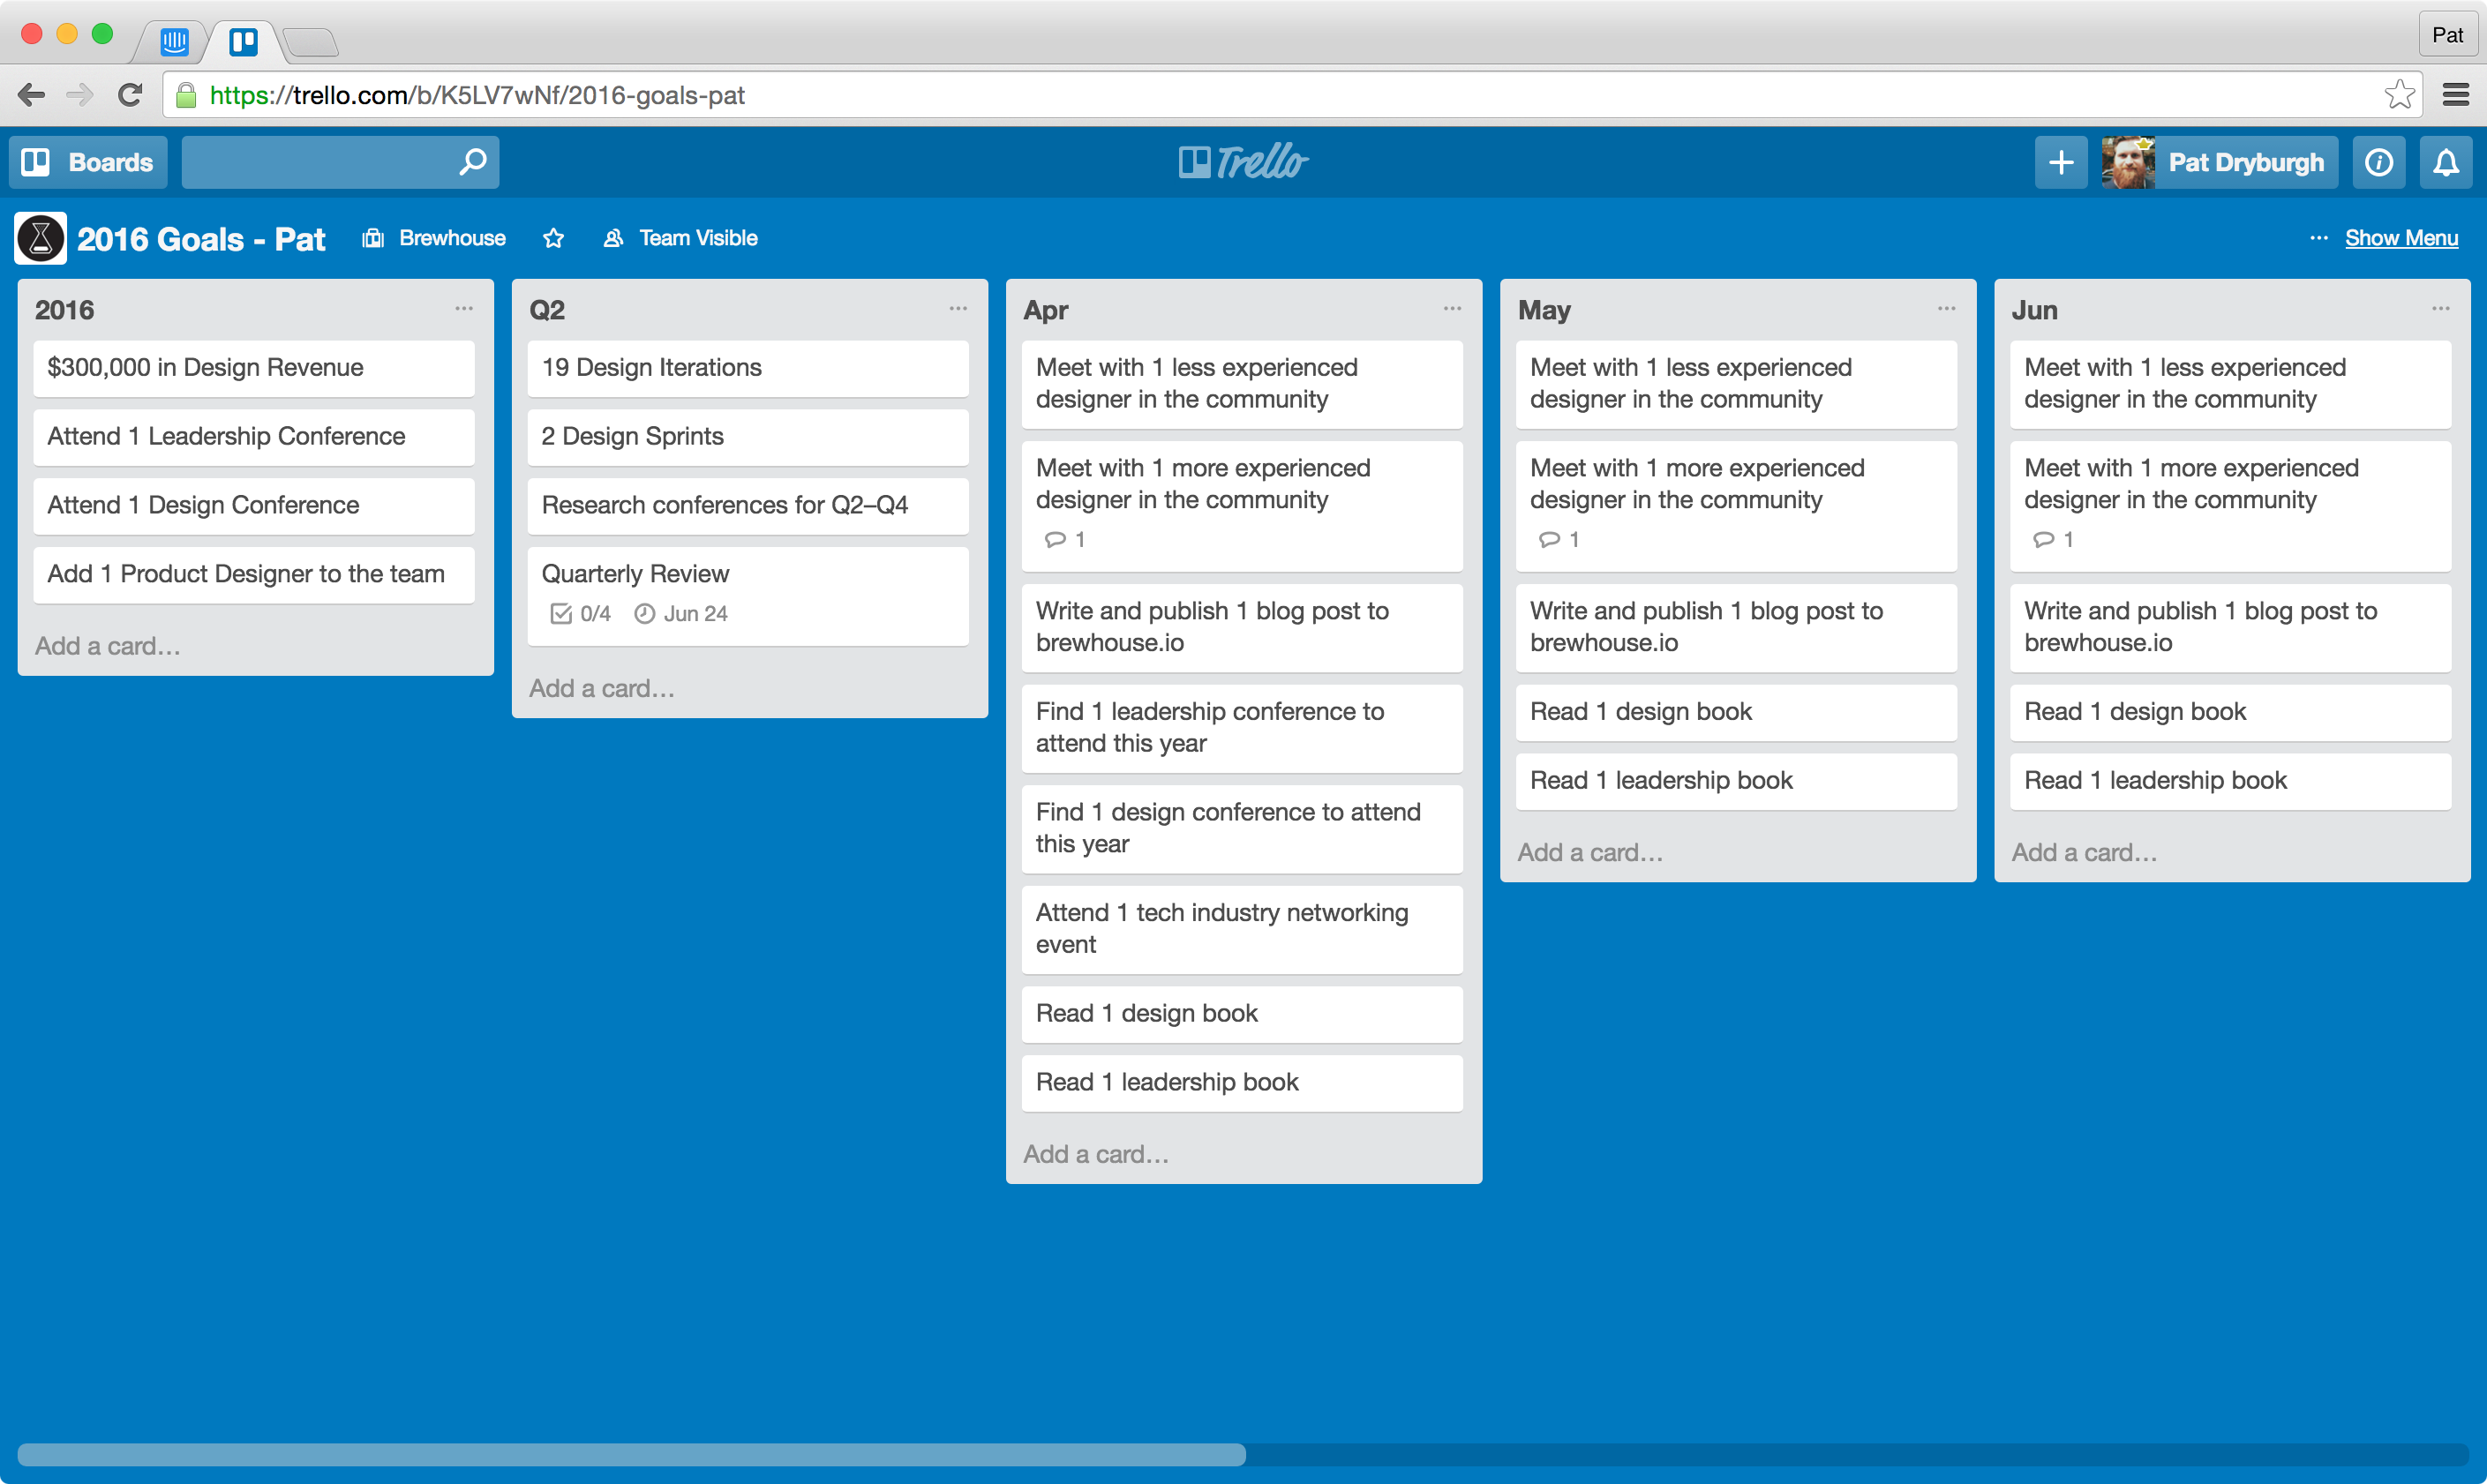 Pat
https://trello.com/b/K5LV7wNf/2016-goals-pat
Boards
Trello
Pat Dryburgh
2016 Goals - Pat
Brewhouse
Team Visible
... Show Menu
2016
$300,000 in Design Revenue
Attend 1 Leadership Conference
Attend 1 Design Conference
Add 1 Product Designer to the team
Add a card…
Q2
19 Design Iterations
2 Design Sprints
Research conferences for Q2–Q4
Quarterly Review
0/4 Jun 24
Add a card…
Apr
Meet with 1 less experienced
designer in the community
Meet with 1 more experienced
designer in the community
1
Write and publish 1 blog post to
brewhouse.io
Find 1 leadership conference to
attend this year
Find 1 design conference to attend
this year
Attend 1 tech industry networking
event
Read 1 design book
Read 1 leadership book
Add a card…
May
Meet with 1 less experienced
designer in the community
Meet with 1 more experienced
designer in the community
1
Write and publish 1 blog post to
brewhouse.io
Read 1 design book
Read 1 leadership book
Add a card…
Jun
Meet with 1 less experienced
designer in the community
Meet with 1 more experienced
designer in the community
1
Write and publish 1 blog post to
brewhouse.io
Read 1 design book
Read 1 leadership book
Add a card…